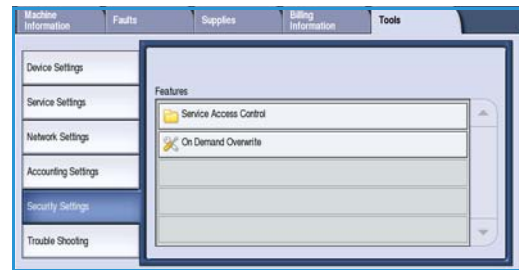 Machine
Information
Faults
Supplies
Billing
Information
Tools
Device Settings
Service Settings
Network Settings
Accounting Settings
Security Settings
Trouble Shooting
Features
Service Access Control
On Demand Overwrite